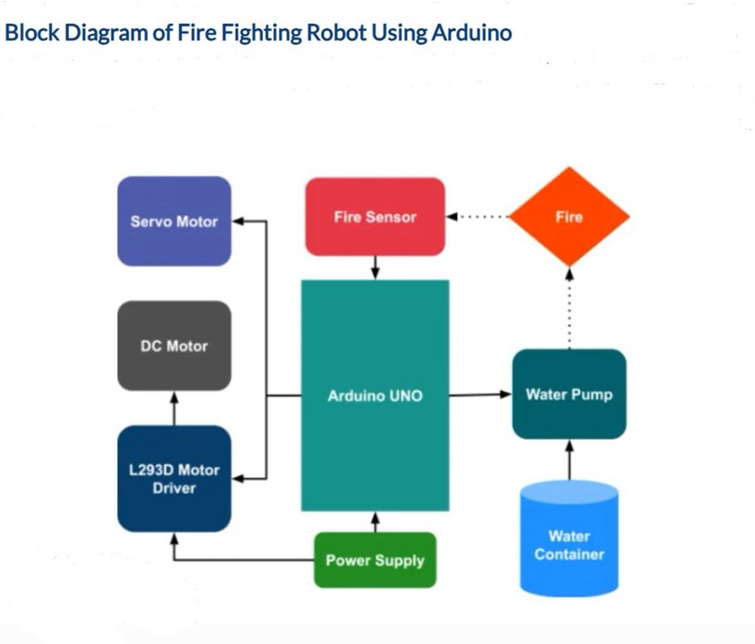 Block Diagram of Fire Fighting Robot Using Arduino
Servo Motor
Fire Sensor
Fire
DC Motor
Arduino UNO
Water Pump
L293D Motor
Driver
Power Supply
Water
Container